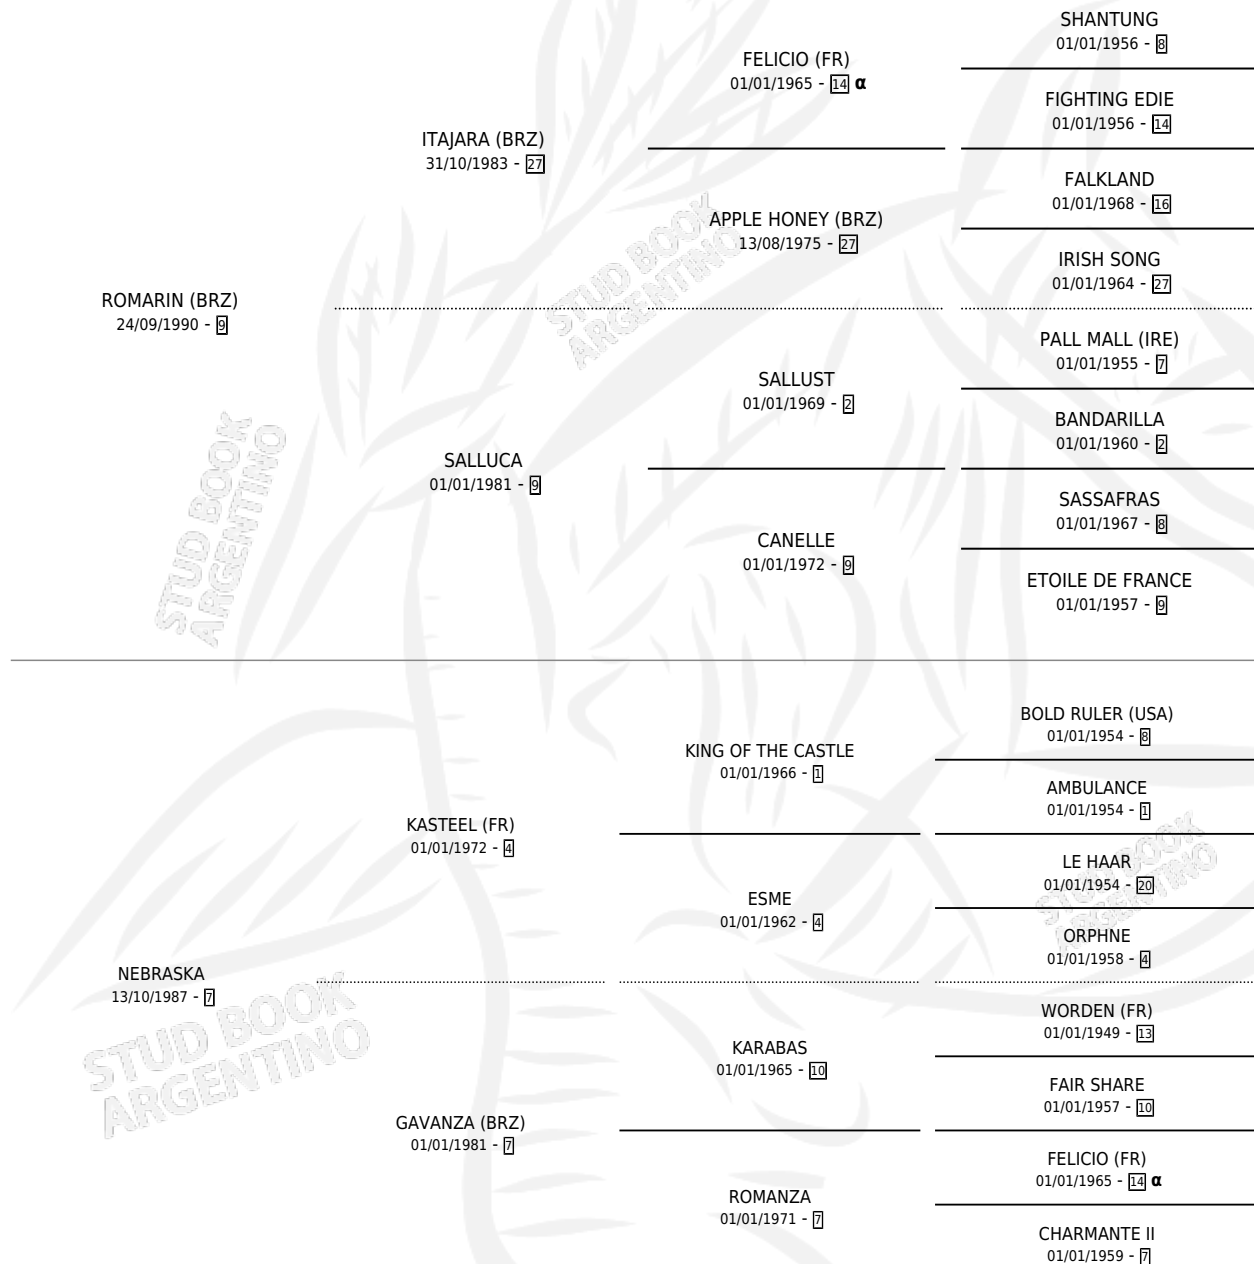 SHANTUNG
01/01/1956 - 8
FELICIO (FR)
01/01/1965 - 14 α
FIGHTING EDIE
01/01/1956 - 14
ITAJARA (BRZ)
31/10/1983 - 27
FALKLAND
01/01/1968 - 16
APPLE HONEY (BRZ)
13/08/1975 - 27
IRISH SONG
01/01/1964 - 27
ROMARIN (BRZ)
24/09/1990 - 9
PALL MALL (IRE)
01/01/1955 - 7
SALLUST
01/01/1969 - 2
BANDARILLA
01/01/1960 - 2
SALLUCA
01/01/1981 - 9
SASSAFRAS
01/01/1967 - 8
CANELLE
01/01/1972 - 9
ETOILE DE FRANCE
01/01/1957 - 9
STUD BOOK
ARGENTINO
STUD BOOK
ARGENTINO
BOLD RULER (USA)
01/01/1954 - 8
KING OF THE CASTLE
01/01/1966 - 1
AMBULANCE
01/01/1954 - 1
KASTEEL (FR)
01/01/1972 - 4
LE HAAR
01/01/1954 - 20
ESME
01/01/1962 - 4
ORPHNE
01/01/1958 - 4
NEBRASKA
13/10/1987 - 7
WORDEN (FR)
01/01/1949 - 13
KARABAS
01/01/1965 - 10
FAIR SHARE
01/01/1957 - 10
GAVANZA (BRZ)
01/01/1981 - 7
FELICIO (FR)
01/01/1965 - 14 α
ROMANZA
01/01/1971 - 7
CHARMANTE II
01/01/1959 - 7
STUD BOOK
ARGENTINO
STUD BOOK
ARGENTINO